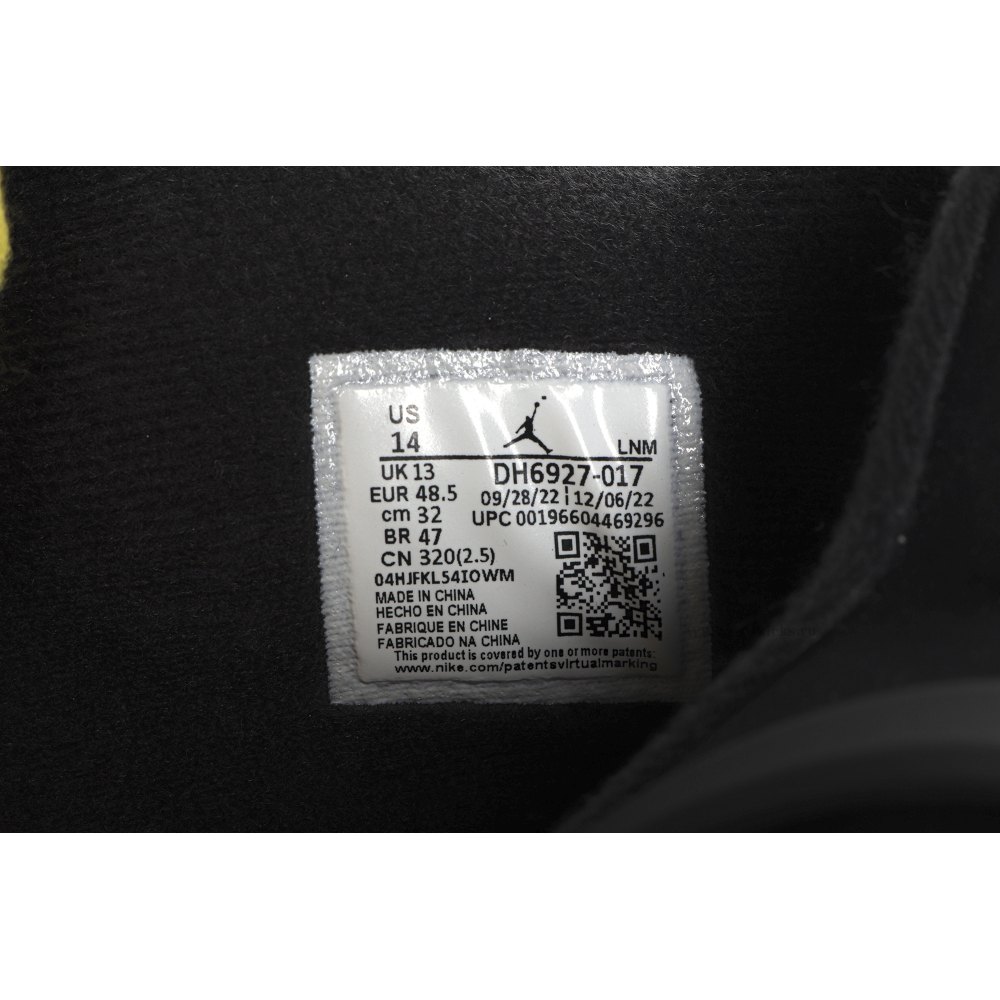 US
14
LNM
UK 13
DH6927-017
EUR 48.5
09/28/22 | 12/06/22
cm 32
UPC 00196604469296
BR 47
CN 320(2.5)
04HJFKL54IOWM
MADE IN CHINA
HECHO EN CHINA
FABRIQUE EN CHINE
FABRICADO NA CHINA
This product is covered by one or more patents:
www.nike.com/patentsvirtualmarking